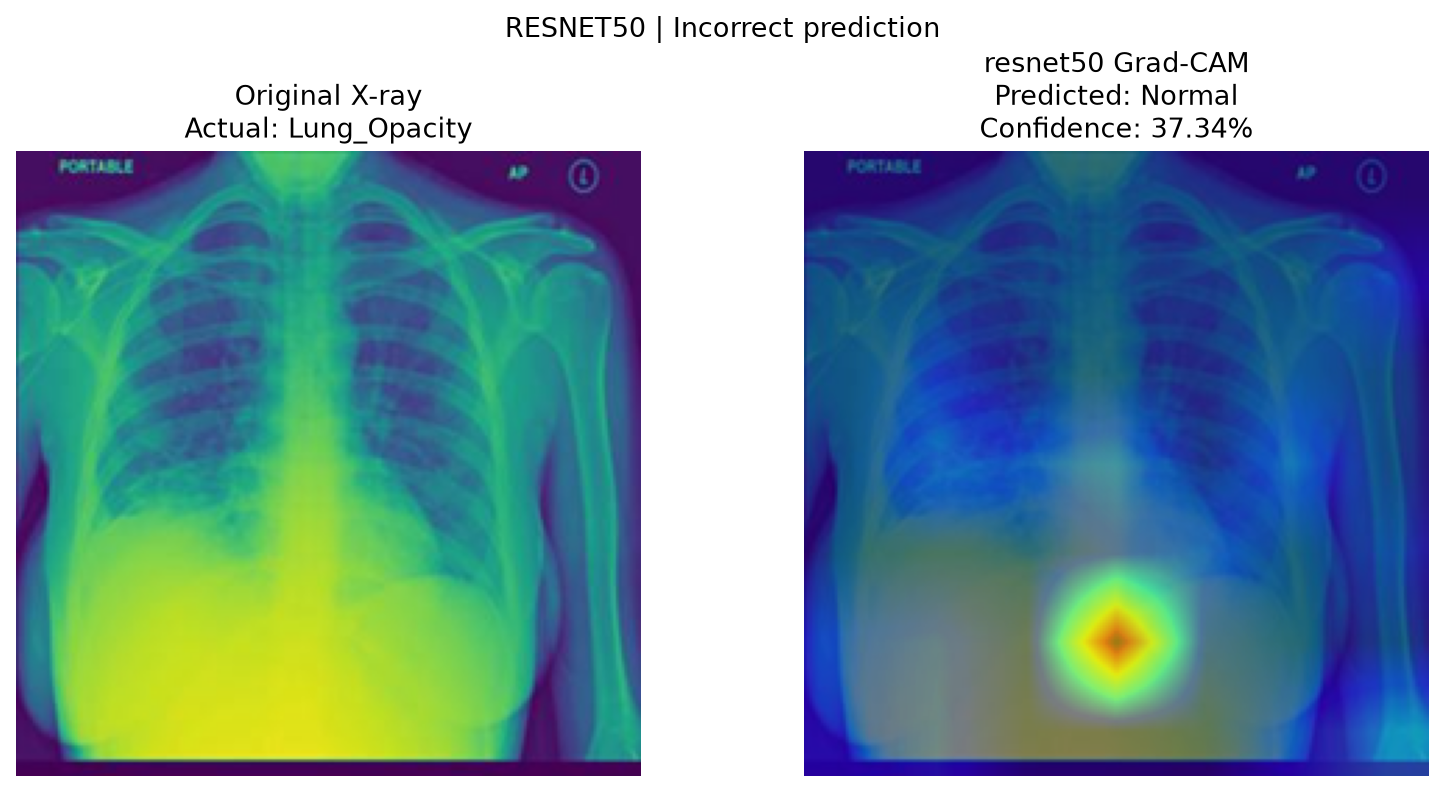 RESNET50 | Incorrect prediction
Original X-ray
Actual: Lung_Opacity
resnet50 Grad-CAM
Predicted: Normal
Confidence: 37.34%
PORTABLE
AP
PORTABLE
AP